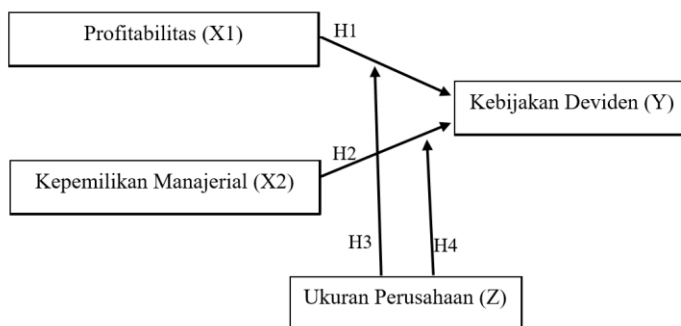 Profitabilitas (X1)
H1
Kebijakan Deviden (Y)
H2
Kepemilikan Manajerial (X2)
H3
H4
Ukuran Perusahaan (Z)